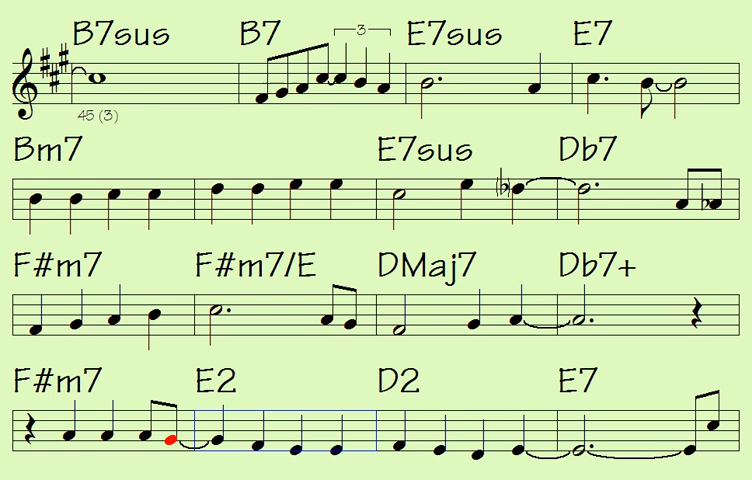 B7sus B7 3 E7sus E7
45 (3)
Bm7 E7sus Db7
F#m7 F#m7/E DMaj7 Db7+
F#m7 E2 D2 E7